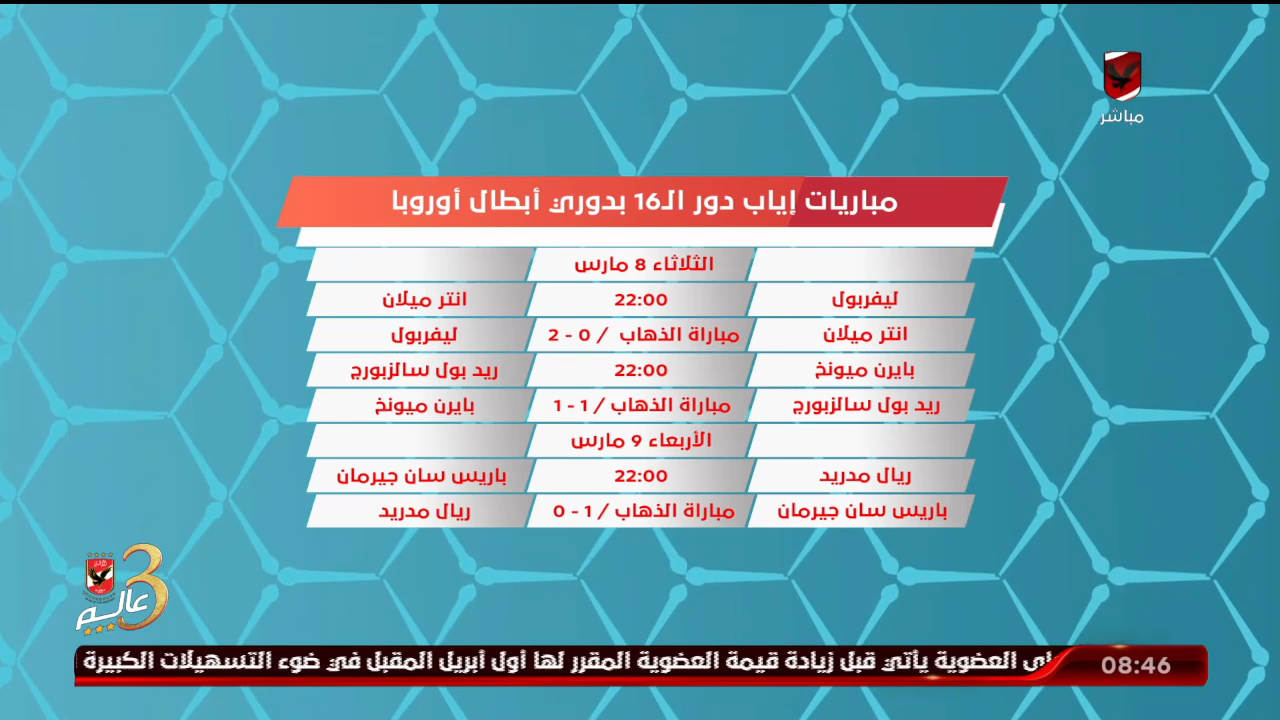 مباشر
مباريات إياب دور الـ16 بدوري أبطال أوروبا
الثلاثاء 8 مارس
ليفربول 22:00 انتر ميلان
انتر ميلان مباراة الذهاب / 0 - 2 ليفربول
بايرن ميونخ 22:00 ريد بول سالزبورج
ريد بول سالزبورج مباراة الذهاب / 1 - 1 بايرن ميونخ
الأربعاء 9 مارس
ريال مدريد 22:00 باريس سان جيرمان
باريس سان جيرمان مباراة الذهاب / 1 - 0 ريال مدريد
3 عالم
08:46 العضوية يأتي قبل زيادة قيمة العضوية المقرر لها أول أبريل المقبل في ضوء التسهيلات الكبيرة